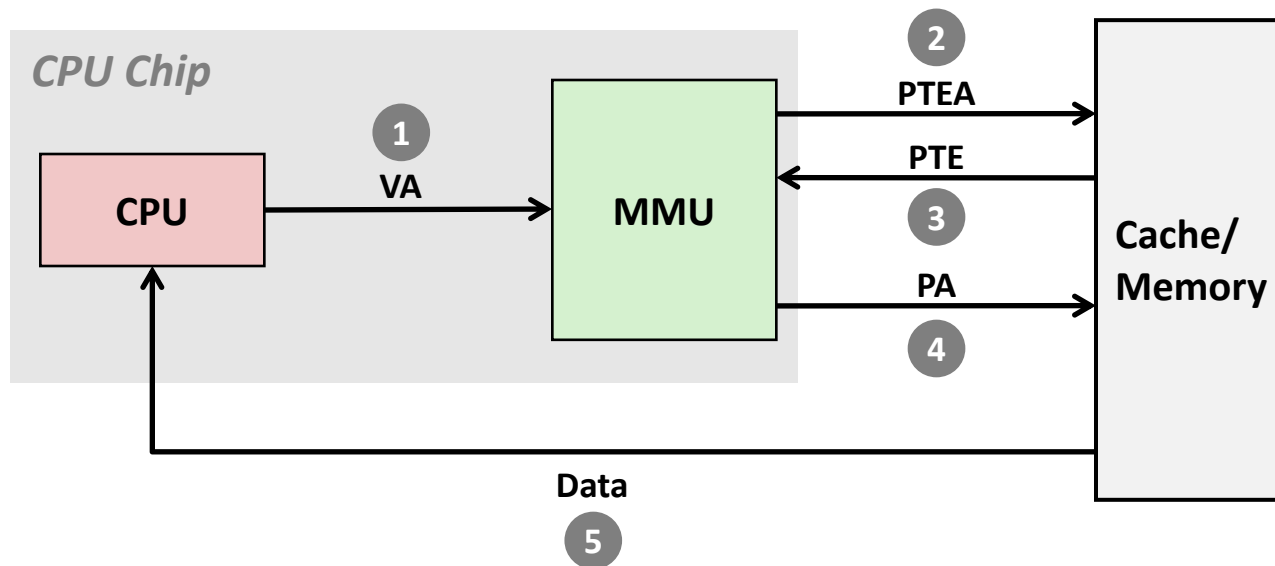 2
CPU Chip
PTEA
1
PTE
CPU
VA
MMU
3
Cache/
Memory
PA
4
Data
5